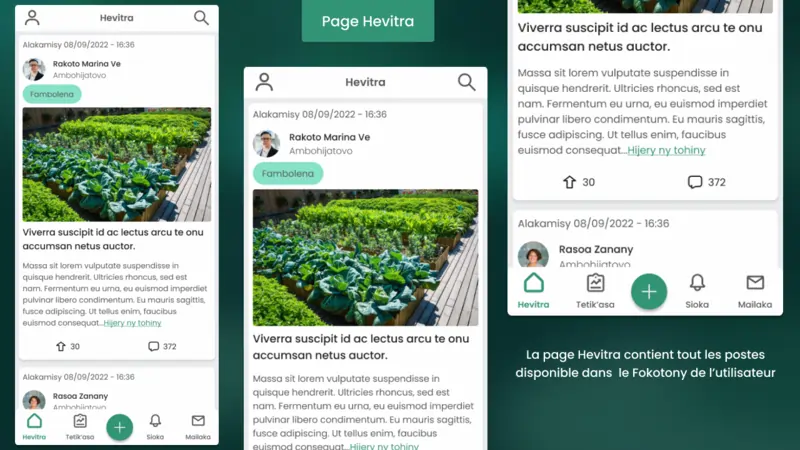 Hevitra
Alakamisy 08/09/2022 - 16:36
Rakoto Marina Ve
Ambohijatovo
Fambolena
Viverra suscipit id ac lectus arcu te onu
accumsan netus auctor.
Massa sit lorem vulputate suspendisse in
quisque hendrerit. Ultricies rhoncus, sed est
nam. Fermentum eu urna, eu euismod imperdiet
pulvinar libero condimentum. Eu mauris sagittis,
fusce adipiscing. Ut tellus enim, faucibus
euismod consequat...Hijery ny tohiny
30
372
Alakamisy 08/09/2022 - 16:36
Rasoa Zanany
Ambohimailaro
Hevitra
Tetik'asa
Sioka
Mailaka
Page Hevitra
Hevitra
Alakamisy 08/09/2022 - 16:36
Rakoto Marina Ve
Ambohijatovo
Fambolena
Viverra suscipit id ac lectus arcu te onu
accumsan netus auctor.
Massa sit lorem vulputate suspendisse in
quisque hendrerit. Ultricies rhoncus, sed est
nam. Fermentum eu urna, eu euismod imperdiet
pulvinar libero condimentum. Eu mauris
sagittis, fusce adipiscing. Ut tellus enim, faucibus
euismod consequat...Hijery ny tohiny
Viverra suscipit id ac lectus arcu te onu
accumsan netus auctor.
Massa sit lorem vulputate suspendisse in
quisque hendrerit. Ultricies rhoncus, sed est
nam. Fermentum eu urna, eu euismod imperdiet
pulvinar libero condimentum. Eu mauris sagittis,
fusce adipiscing. Ut tellus enim, faucibus
euismod consequat...Hijery ny tohiny
30
372
Alakamisy 08/09/2022 - 16:36
Rasoa Zanany
Ambohimailaro
Hevitra
Tetik'asa
Sioka
Mailaka
La page Hevitra contient tout les postes
disponible dans le Fokotony de l'utilisateur